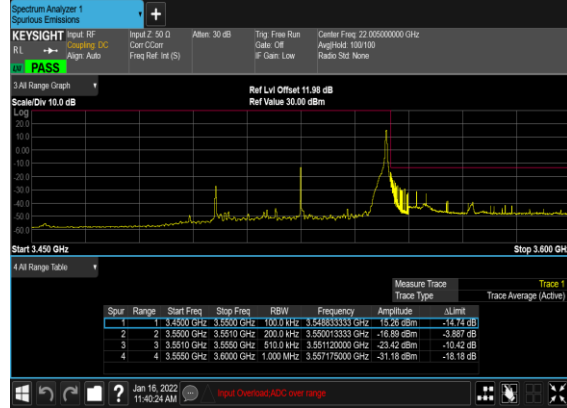 Spectrum Analyzer 1
Spurious Emissions
+
KEYSIGHT Input: RF Input Z: 50 Ω Atten: 30 dB Trig: Free Run Center Freq: 22.005000000 GHz
RL Coupling: DC Corr CCorr Gate: Off Avg|Hold: 100/100
Align: Auto Freq Ref: Int (S) IF Gain: Low Radio Std: None
LW PASS
3 All Range Graph
Ref Lvl Offset 11.98 dB
Scale/Div 10.0 dB Ref Value 30.00 dBm
Log
20.0
10.0
0.00
-10.0
-20.0
-30.0
-40.0
-50.0
-60.0
Start 3.450 GHz Stop 3.600 GHz
4 All Range Table
Measure Trace Trace 1
Trace Type Trace Average (Active)
Spur Range Start Freq Stop Freq RBW Frequency Amplitude ΔLimit
1 1 3.4500 GHz 3.5500 GHz 100.0 kHz 3.548833333 GHz 15.26 dBm -14.74 dB
2 2 3.5500 GHz 3.5510 GHz 200.0 kHz 3.550013333 GHz -16.89 dBm -3.887 dB
3 3 3.5510 GHz 3.5550 GHz 510.0 kHz 3.551120000 GHz -23.42 dBm -10.42 dB
4 4 3.5550 GHz 3.6000 GHz 1.000 MHz 3.557175000 GHz -31.18 dBm -18.18 dB
? Jan 16, 2022
11:40:24 AM
Input Overload;ADC over range